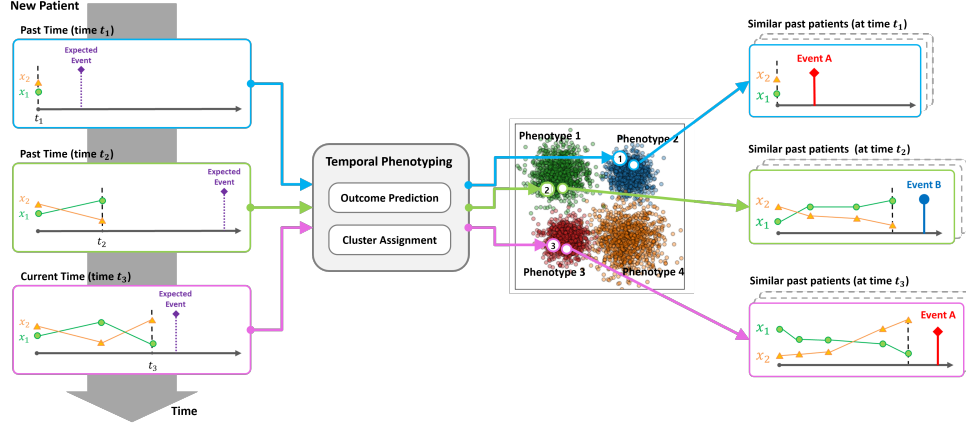 New Patient
Past Time (time t₁)
Expected
Event
x₂
x₁
t₁
Past Time (time t₂)
Expected
Event
x₂
x₁
t₂
Current Time (time t₃)
Expected
Event
x₂
x₁
t₃
Time
Temporal Phenotyping
Outcome Prediction
Cluster Assignment
Phenotype 1
Phenotype 2
1
2
3
Phenotype 3
Phenotype 4
Similar past patients (at time t₁)
Event A
x₂
x₁
Similar past patients (at time t₂)
Event B
x₂
x₁
Similar past patients (at time t₃)
Event A
x₁
x₂